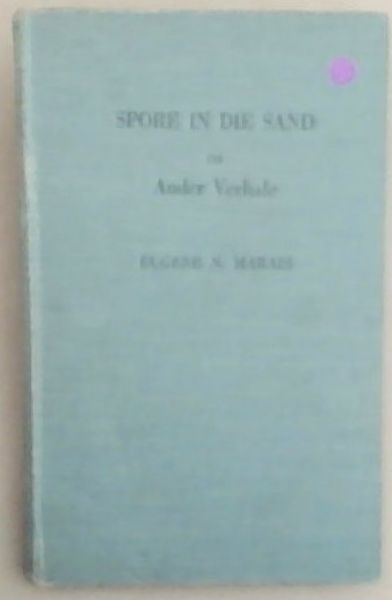 SPORE IN DIE SAND
EN
Ander Verhale
EUGENE N. MARAIS